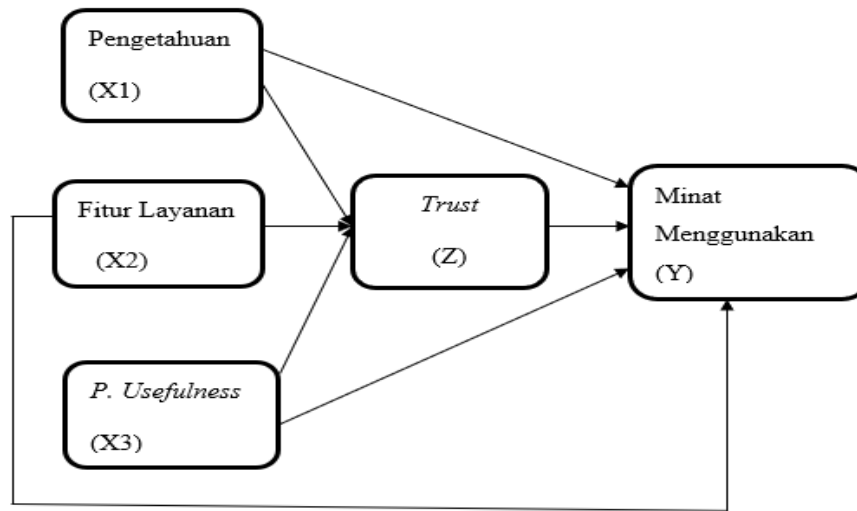 Pengetahuan
(X1)
Fitur Layanan
(X2)
P. Usefulness
(X3)
Trust
(Z)
Minat
Menggunakan
(Y)